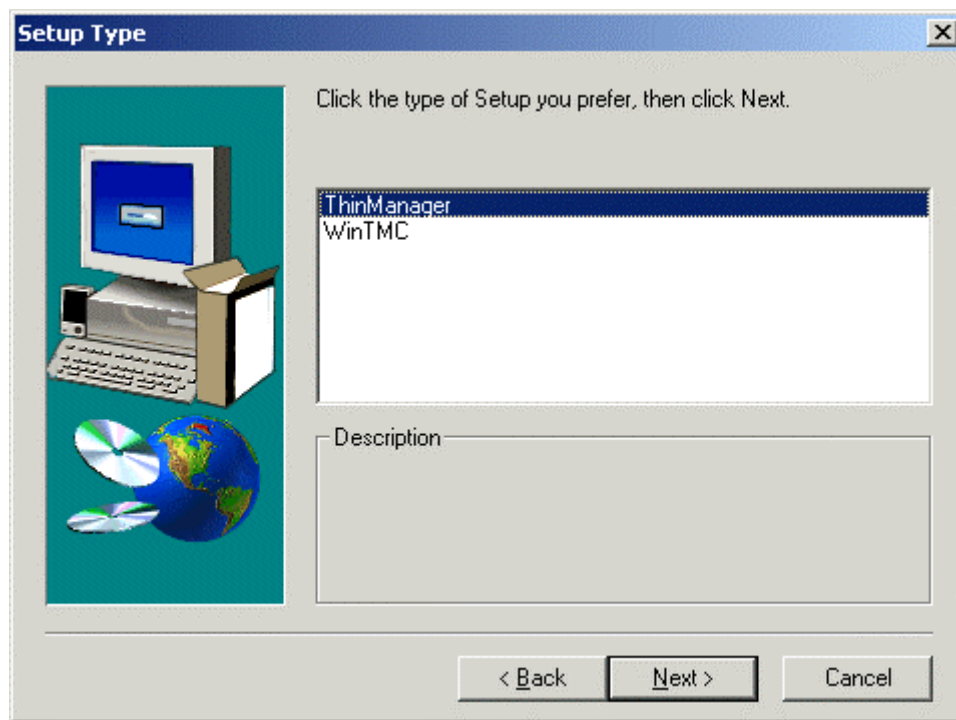 Setup Type
Click the type of Setup you prefer, then click Next.
ThinManager
WinTMC
Description
< Back
Next >
Cancel